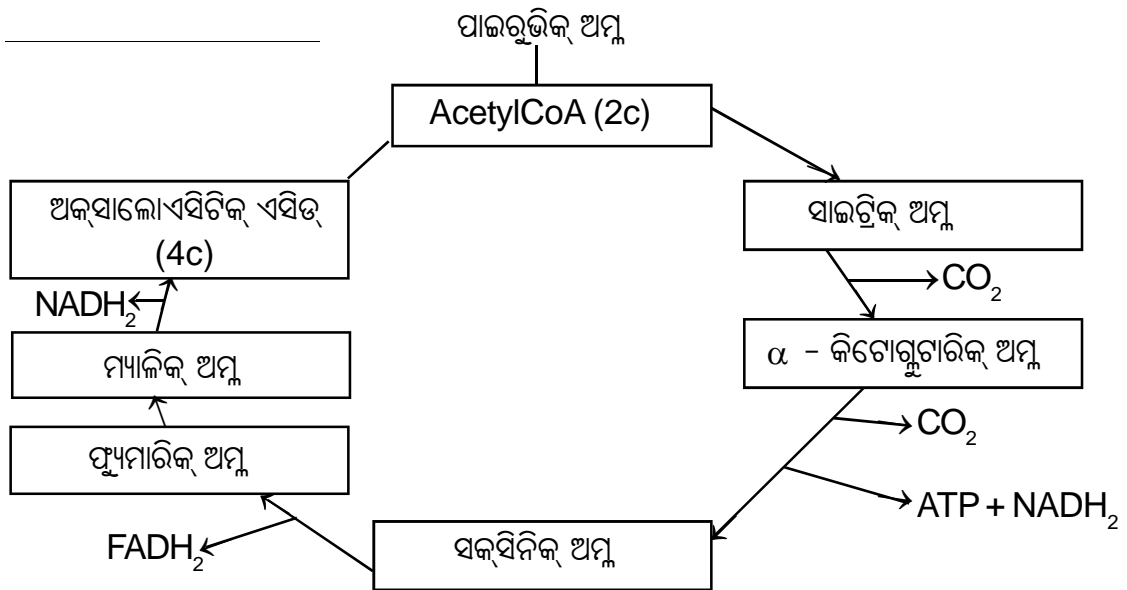 ପାଇରୁଭିକ୍ ଅମ୍ଳ
AcetylCoA (2c)
ଅକ୍ସାଲୋଏସିଟିକ୍ ଏସିଡ୍
(4c)
ସାଇଟ୍ରିକ୍ ଅମ୍ଳ
CO₂
NADH₂
ମ୍ୟାଳିକ୍ ଅମ୍ଳ
α - କିଟୋଗ୍ଲୁଟାରିକ୍ ଅମ୍ଳ
CO₂
ଫ୍ୟୁମାରିକ୍ ଅମ୍ଳ
ATP + NADH₂
FADH₂
ସକ୍ସିନିକ୍ ଅମ୍ଳ